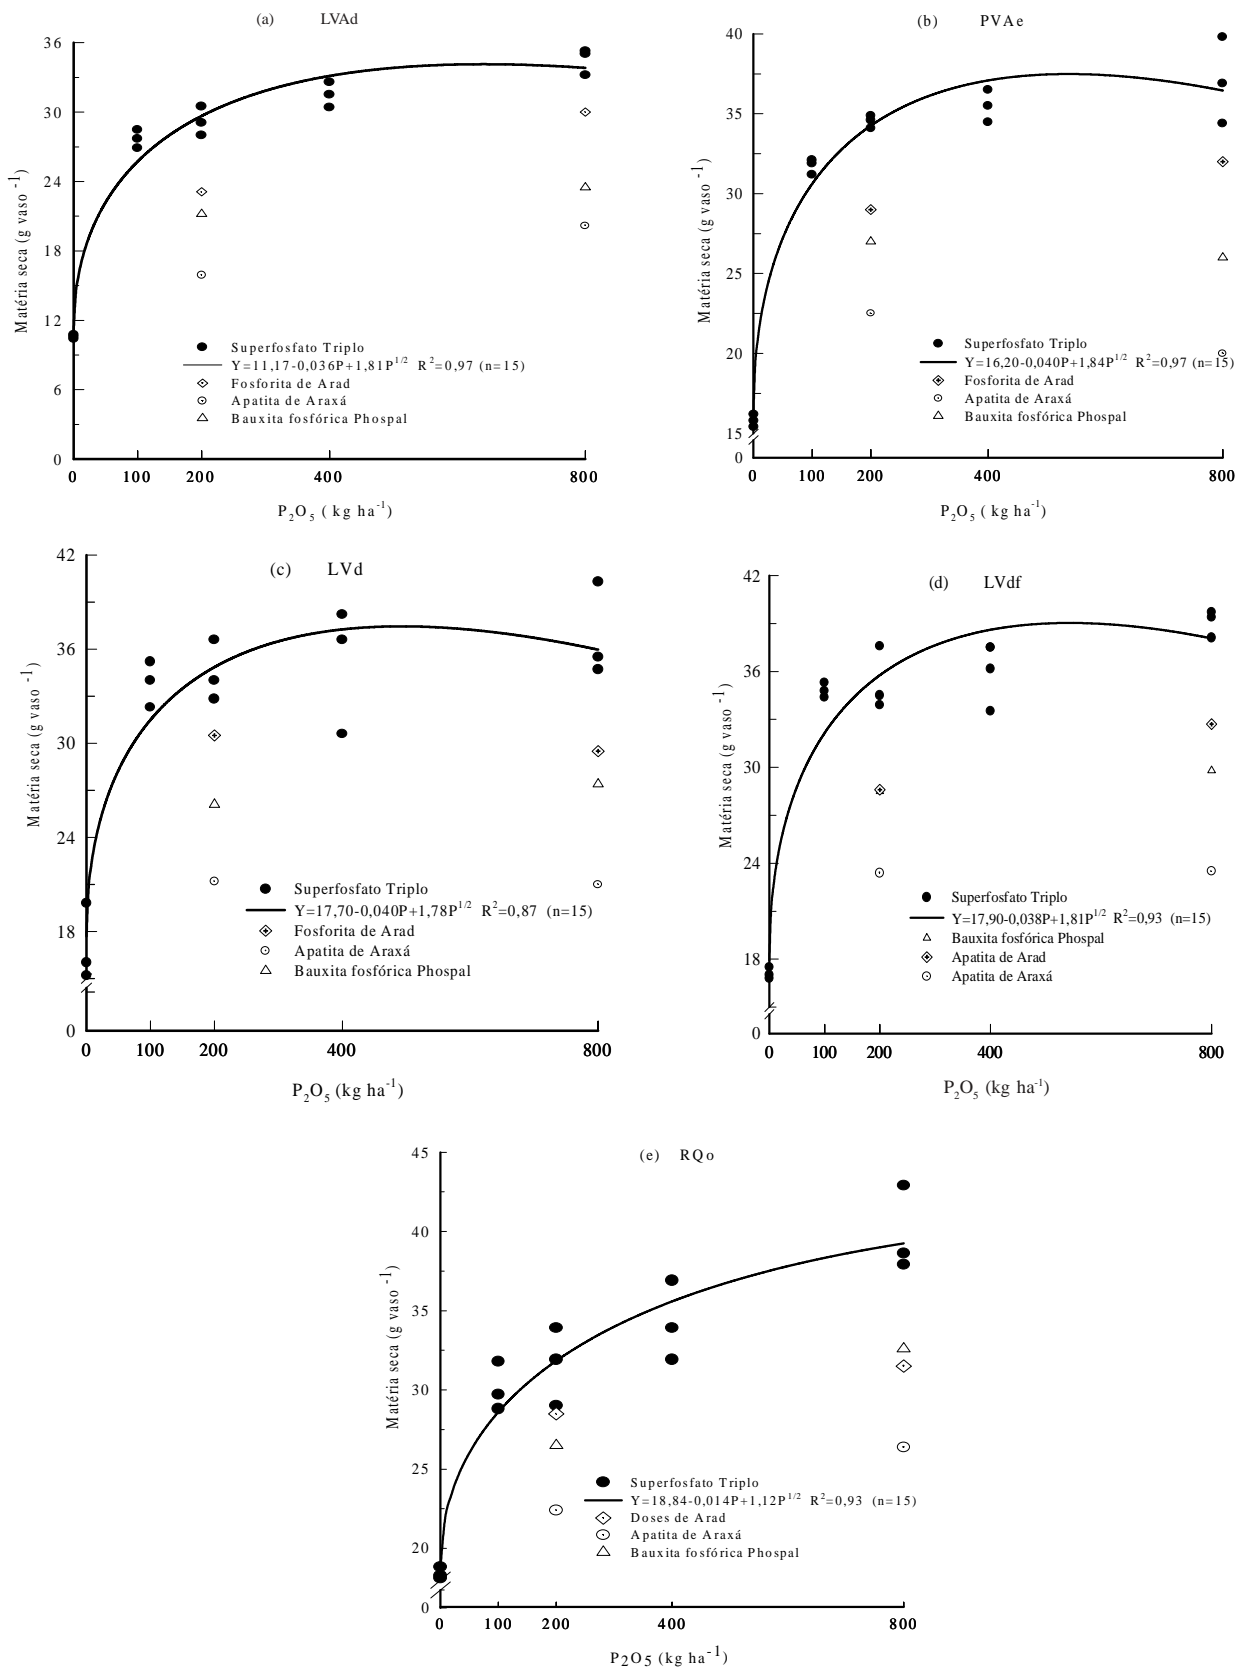 (a) LVAd
36
30
24
18
12
6
0
Matéria seca (g vaso -1)
Superfosfato Triplo
Y=11,17-0,036P+1,81P1/2 R2=0,97 (n=15)
Fosforita de Arad
Apatita de Araxá
Bauxita fosfórica Phospal
0 100 200 400 800
P2O5 ( kg ha-1)
(b) PVAe
40
35
30
25
20
15
0
Matéria seca (g vaso -1)
Superfosfato Triplo
Y=16,20-0,040P+1,84P1/2 R2=0,97 (n=15)
Fosforita de Arad
Apatita de Araxá
Bauxita fosfórica Phospal
0 100 200 400 800
P2O5 ( kg ha-1)
(c) LVd
42
36
30
24
18
0
Matéria seca (g vaso -1)
Superfosfato Triplo
Y=17,70-0,040P+1,78P1/2 R2=0,87 (n=15)
Fosforita de Arad
Apatita de Araxá
Bauxita fosfórica Phospal
0 100 200 400 800
P2O5 (kg ha-1)
(d) LVdf
42
36
30
24
18
0
Matéria seca (g vaso -1)
Superfosfato Triplo
Y=17,90-0,038P+1,81P1/2 R2=0,93 (n=15)
Bauxita fosfórica Phospal
Apatita de Arad
Apatita de Araxá
0 100 200 400 800
P2O5 (kg ha-1)
(e) RQo
45
40
35
30
25
20
0
Matéria seca (g vaso -1)
Superfosfato Triplo
Y=18,84-0,014P+1,12P1/2 R2=0,93 (n=15)
Doses de Arad
Apatita de Araxá
Bauxita fosfórica Phospal
0 100 200 400 800
P2O5 (kg ha-1)